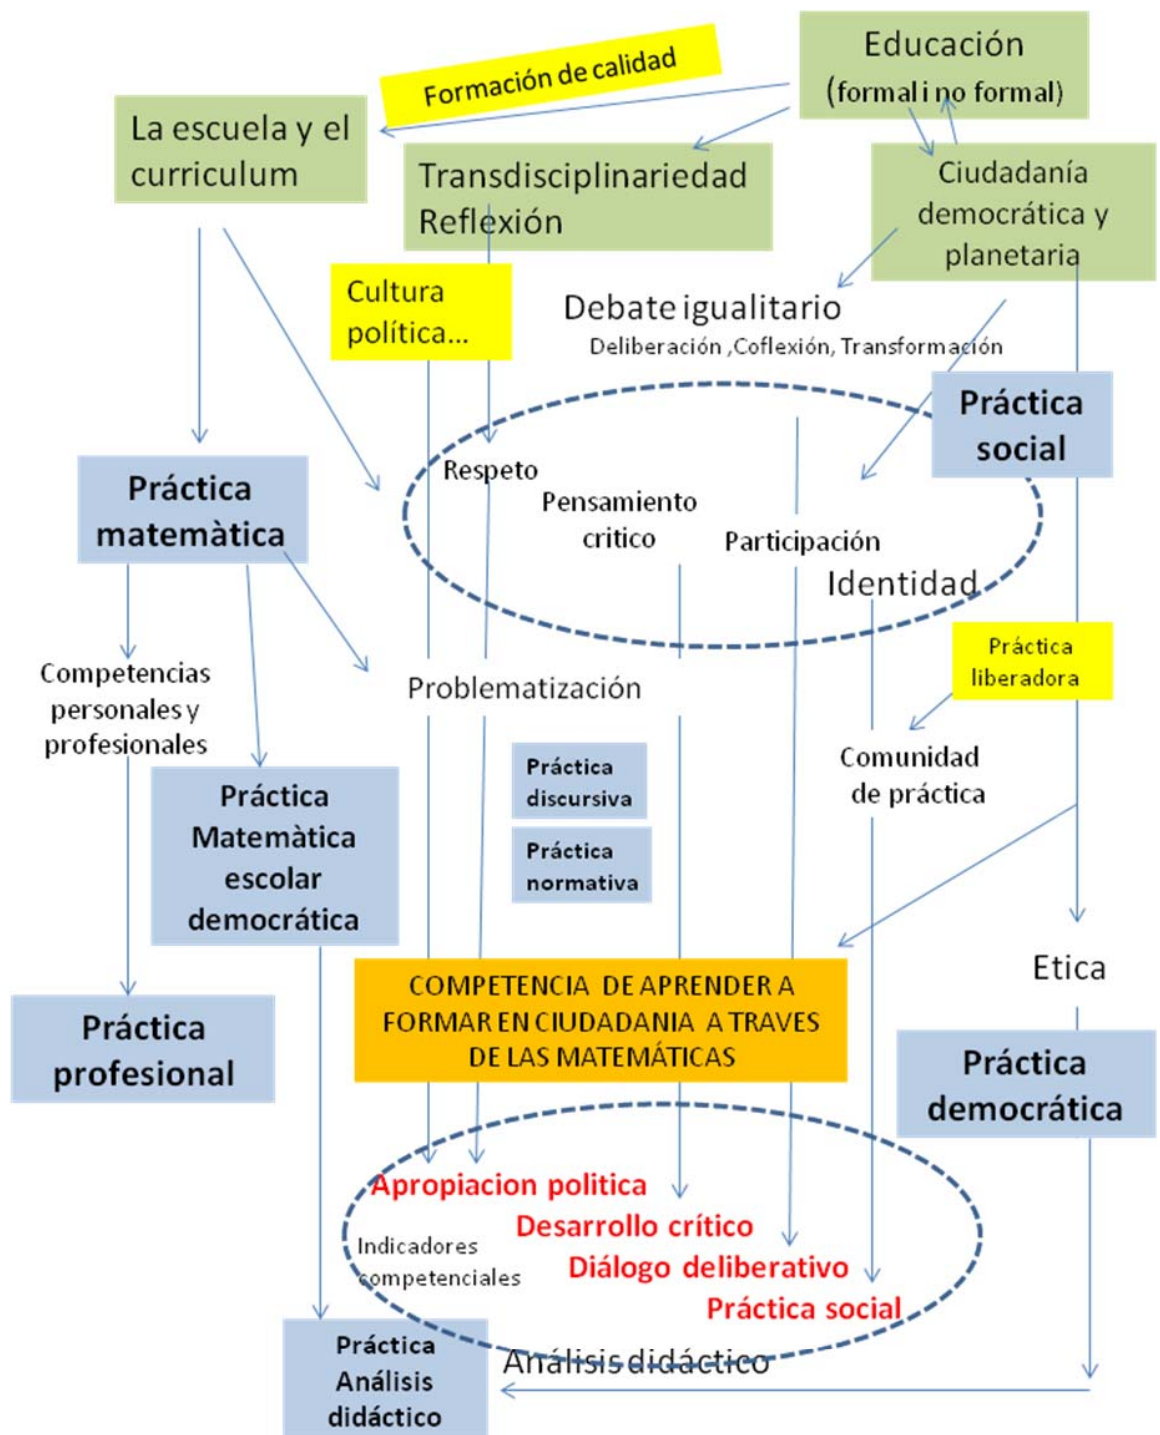 Educación
(formal i no formal)
Formación de calidad
La escuela y el
curriculum
Transdisciplinariedad
Reflexión
Ciudadanía
democrática y
planetaria
Cultura
política...
Debate igualitario
Deliberación ,Coflexión, Transformación
Práctica
social
Práctica
matemàtica
Respeto
Pensamiento
critico
Participación
Identidad
Práctica
liberadora
Competencias
personales y
profesionales
Problematización
Comunidad
de práctica
Práctica
discursiva
Práctica
normativa
Práctica
Matemàtica
escolar
democrática
COMPETENCIA DE APRENDER A
FORMAR EN CIUDADANIA A TRAVES
DE LAS MATEMÁTICAS
Etica
Práctica
profesional
Práctica
democrática
Apropiacion politica
Desarrollo crítico
Indicadores
competenciales
Diálogo deliberativo
Práctica social
Práctica
Análisis
didáctico
Análisis didáctico